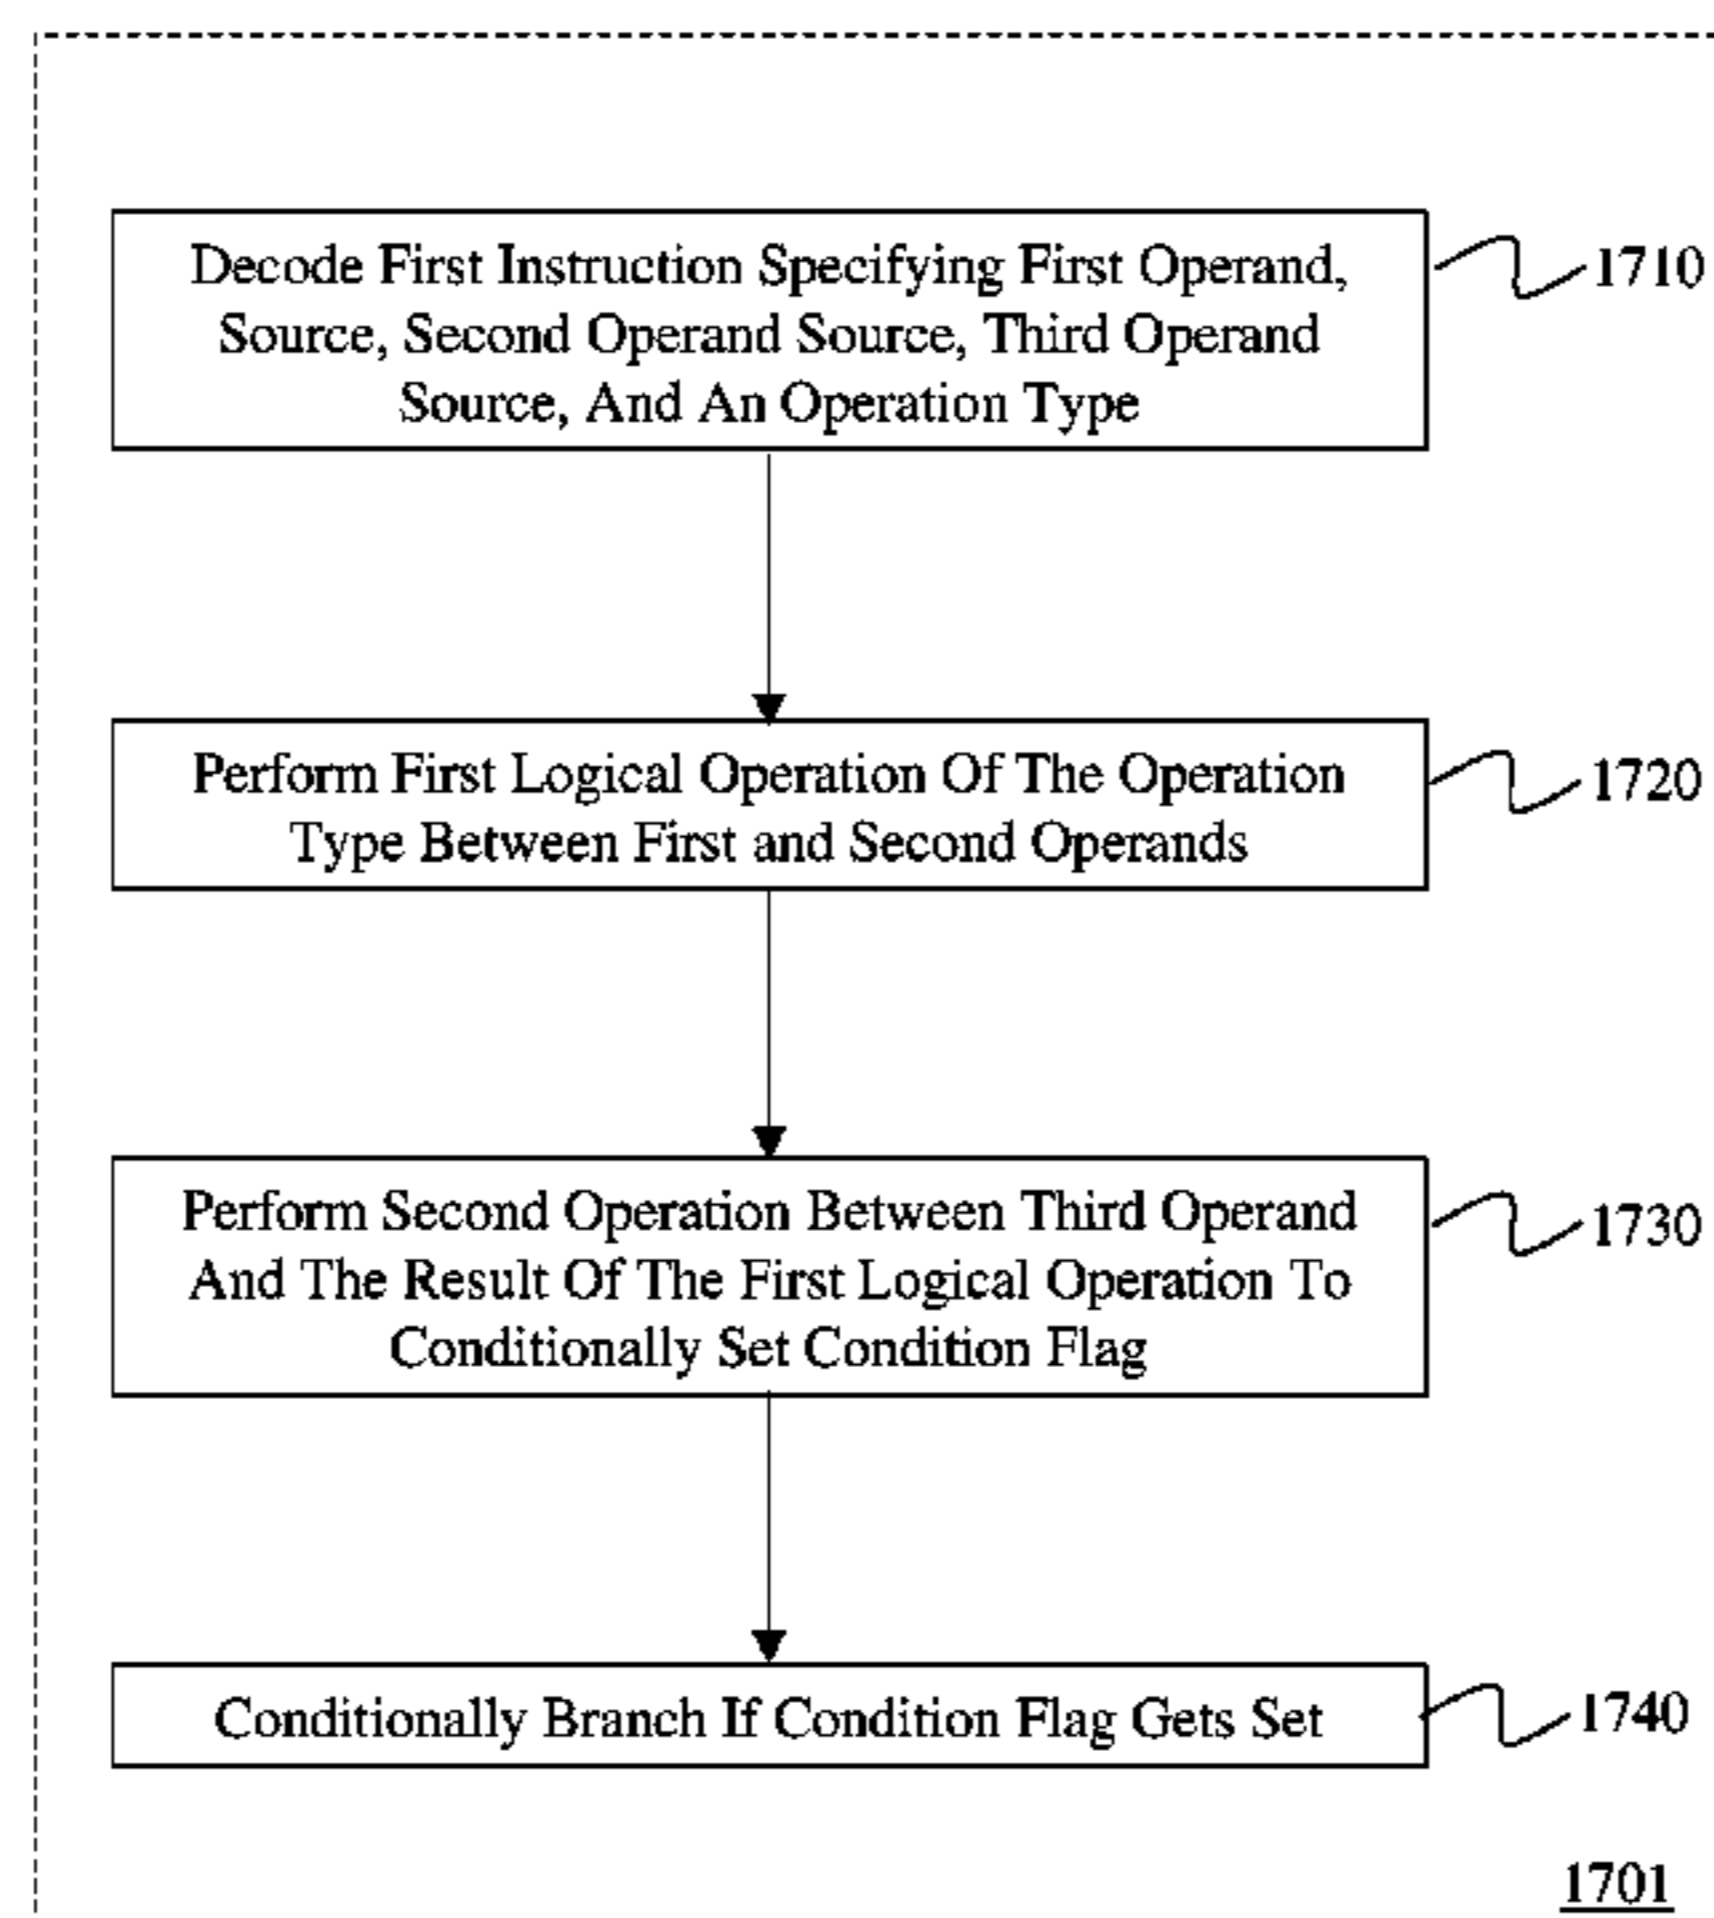 Decode First Instruction Specifying First Operand,
Source, Second Operand Source, Third Operand
Source, And An Operation Type
1710
Perform First Logical Operation Of The Operation
Type Between First and Second Operands
1720
Perform Second Operation Between Third Operand
And The Result Of The First Logical Operation To
Conditionally Set Condition Flag
1730
Conditionally Branch If Condition Flag Gets Set
1740
1701